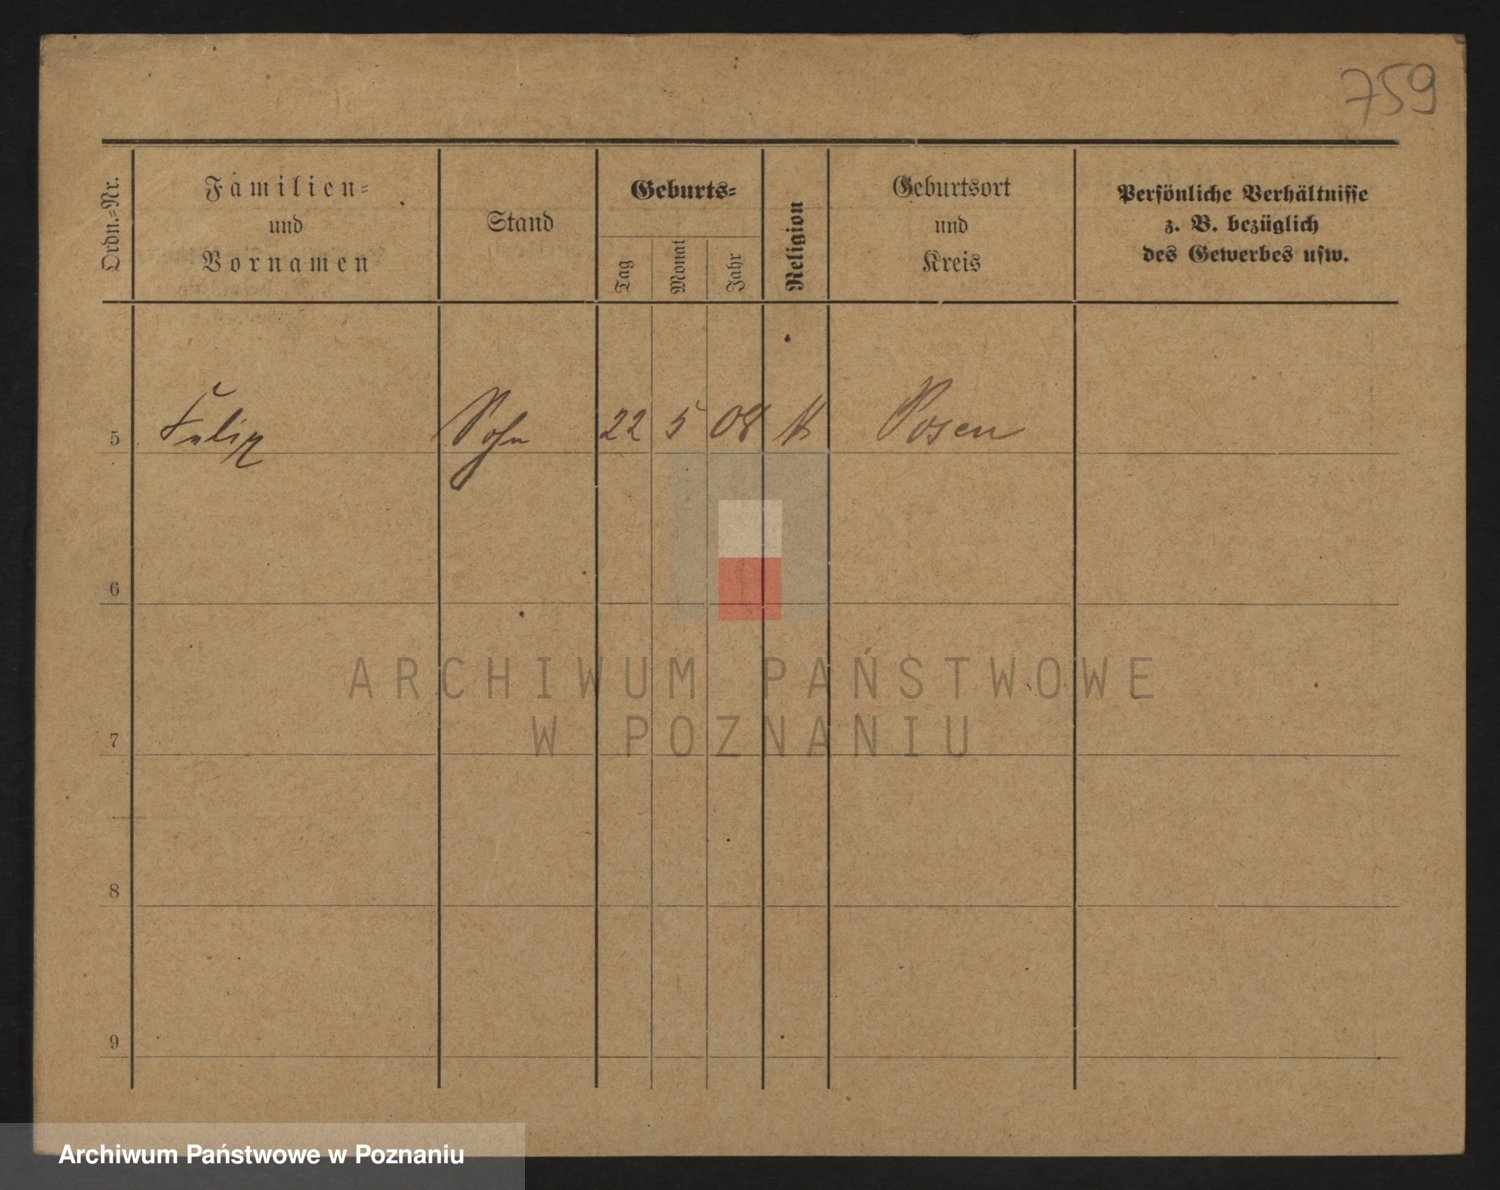 759
Ordn.=Nr.
Familien=
und
Vornamen
Stand
Geburts=
Tag
Monat
Jahr
Religion
Geburtsort
und
Kreis
Persönliche Verhältnisse
z. B. bezüglich
des Gewerbes usw.
5 Felix Sohn 22 5 08 k Posen
6
7
8
9
ARCHIWUM PAŃSTWOWE
W POZNANIU
Archiwum Państwowe w Poznaniu